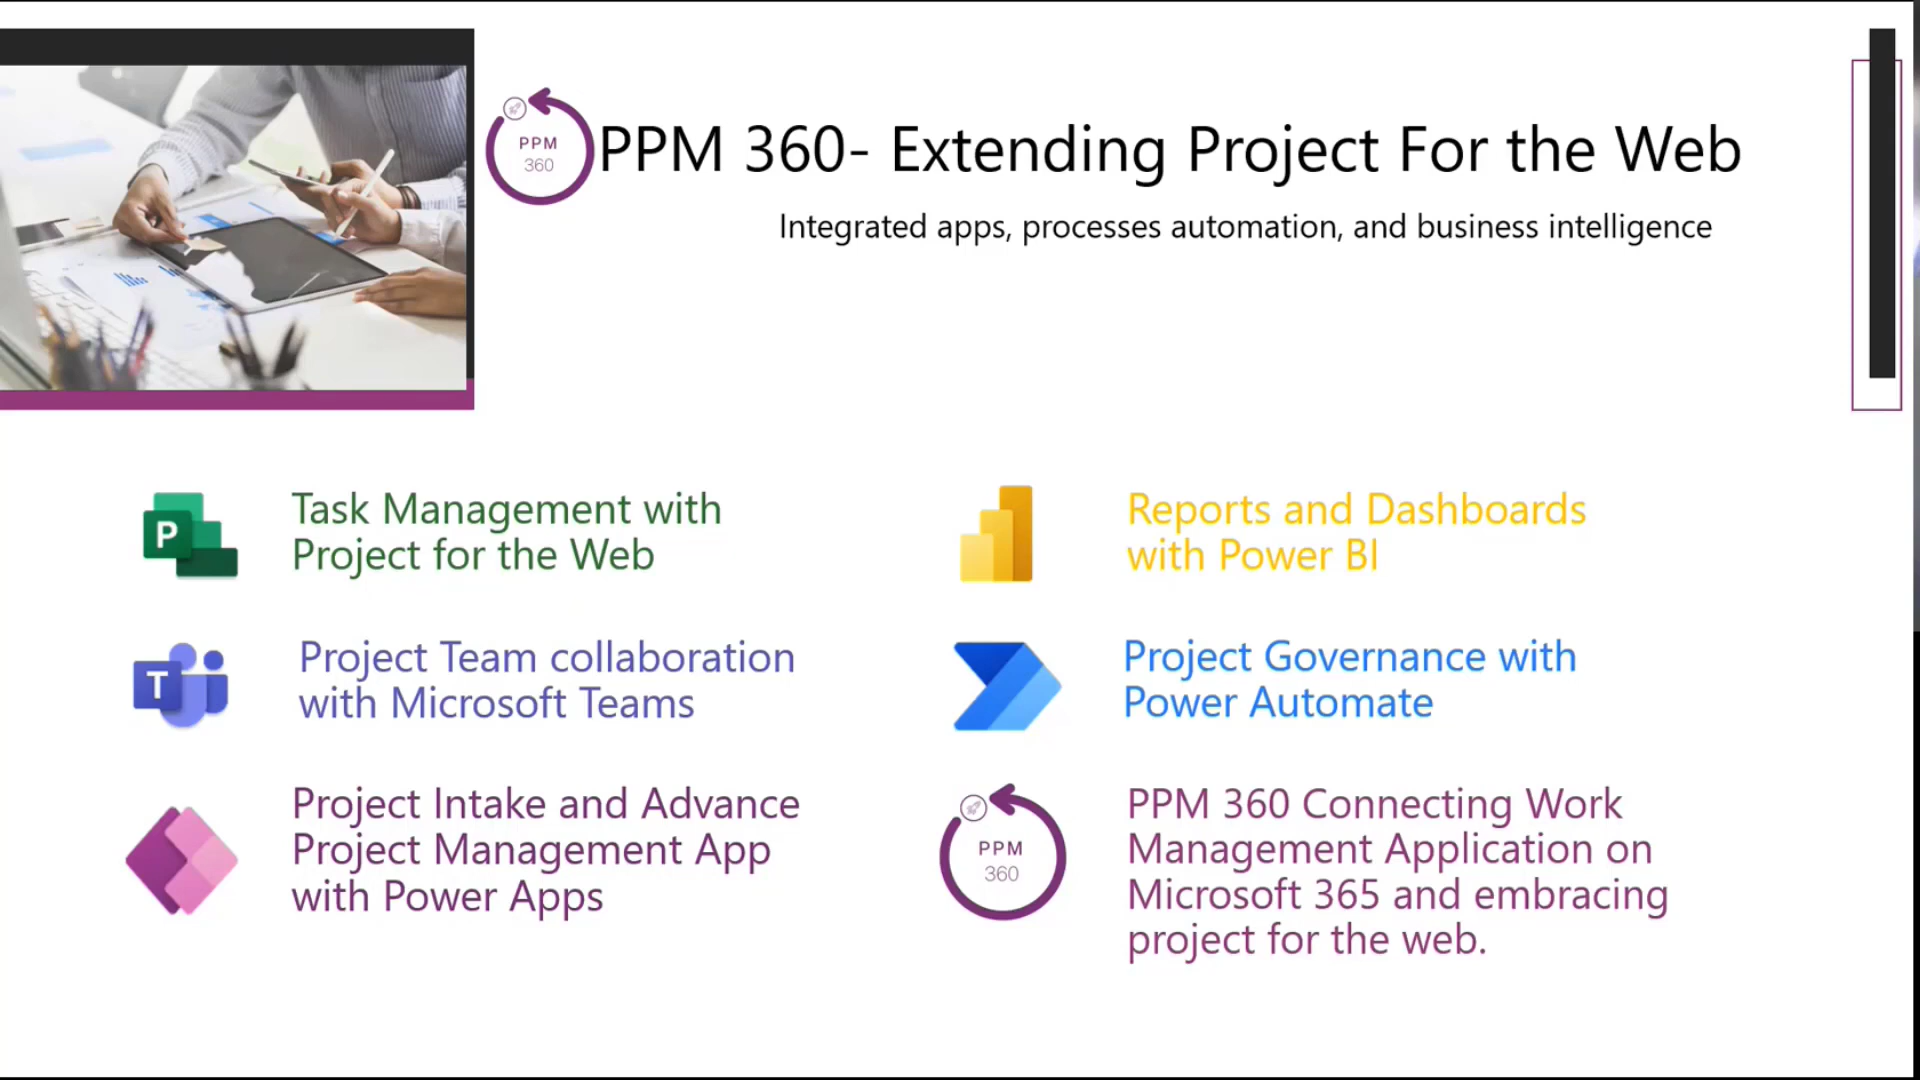 PPM
360
PPM 360- Extending Project For the Web
Integrated apps, processes automation, and business intelligence
P
Task Management with
Project for the Web
T
Project Team collaboration
with Microsoft Teams
Project Intake and Advance
Project Management App
with Power Apps
Reports and Dashboards
with Power BI
Project Governance with
Power Automate
PPM
360
PPM 360 Connecting Work
Management Application on
Microsoft 365 and embracing
project for the web.